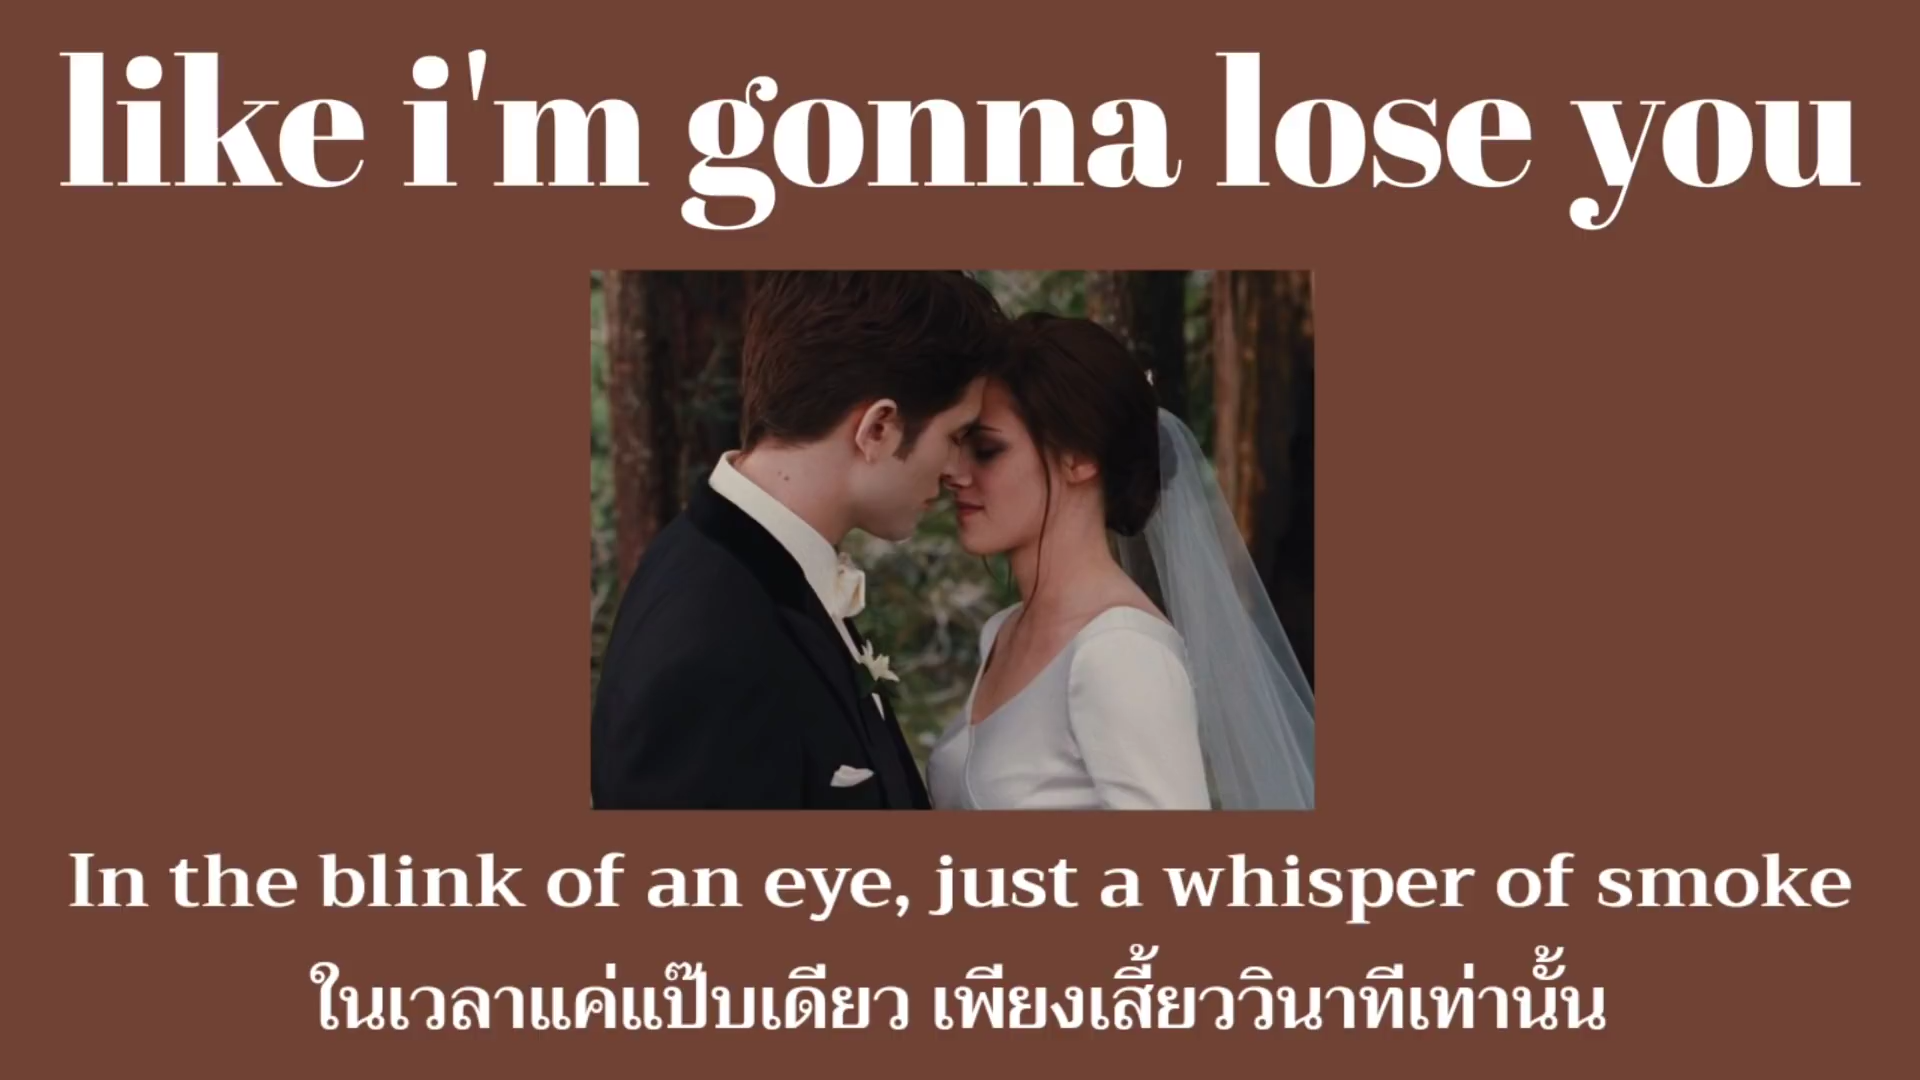 like i'm gonna lose you
In the blink of an eye, just a whisper of smoke
ในเวลาแค่แป๊บเดียว เพียงเสี้ยววินาทีเท่านั้น